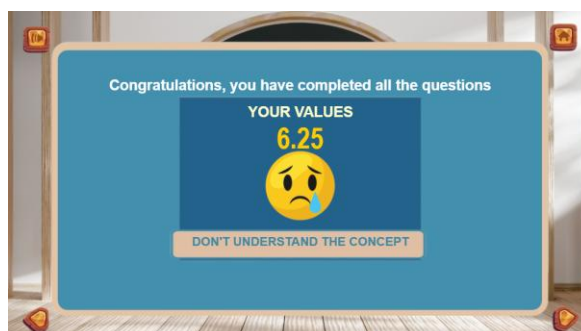 Congratulations, you have completed all the questions
YOUR VALUES
6.25
DON'T UNDERSTAND THE CONCEPT